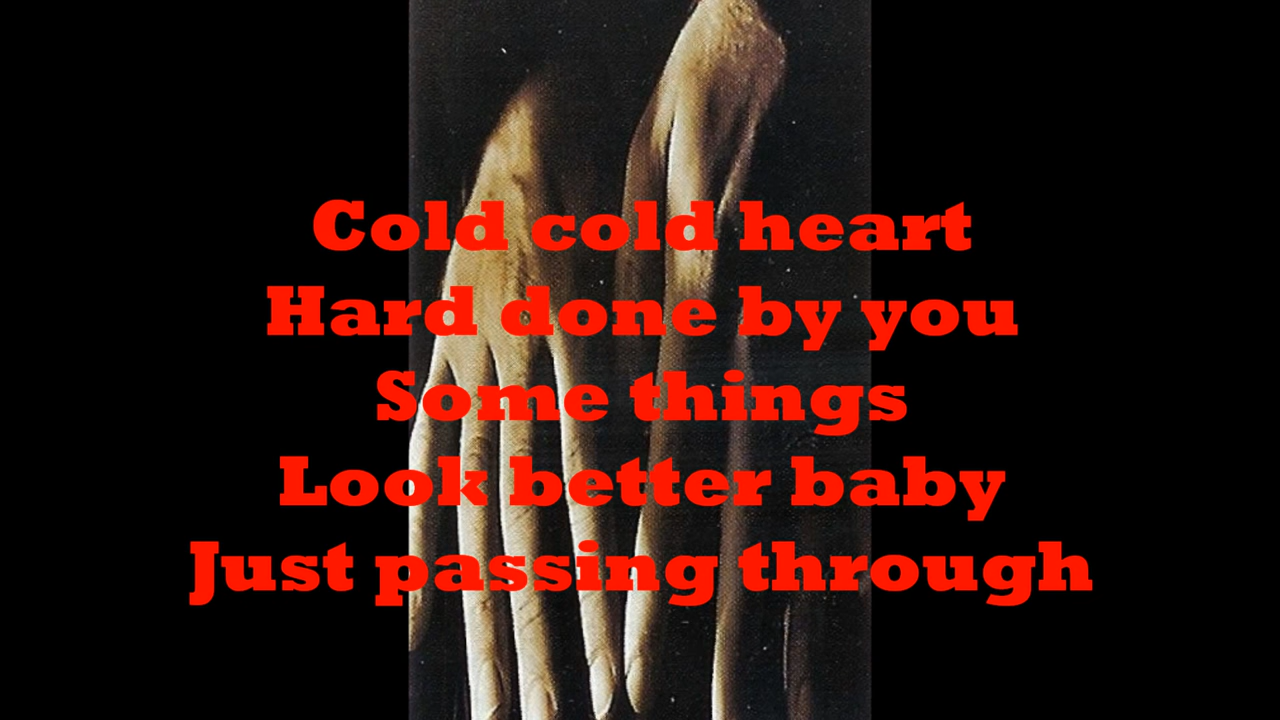 Cold cold heart
Hard done by you
Some things
Look better baby
Just passing through